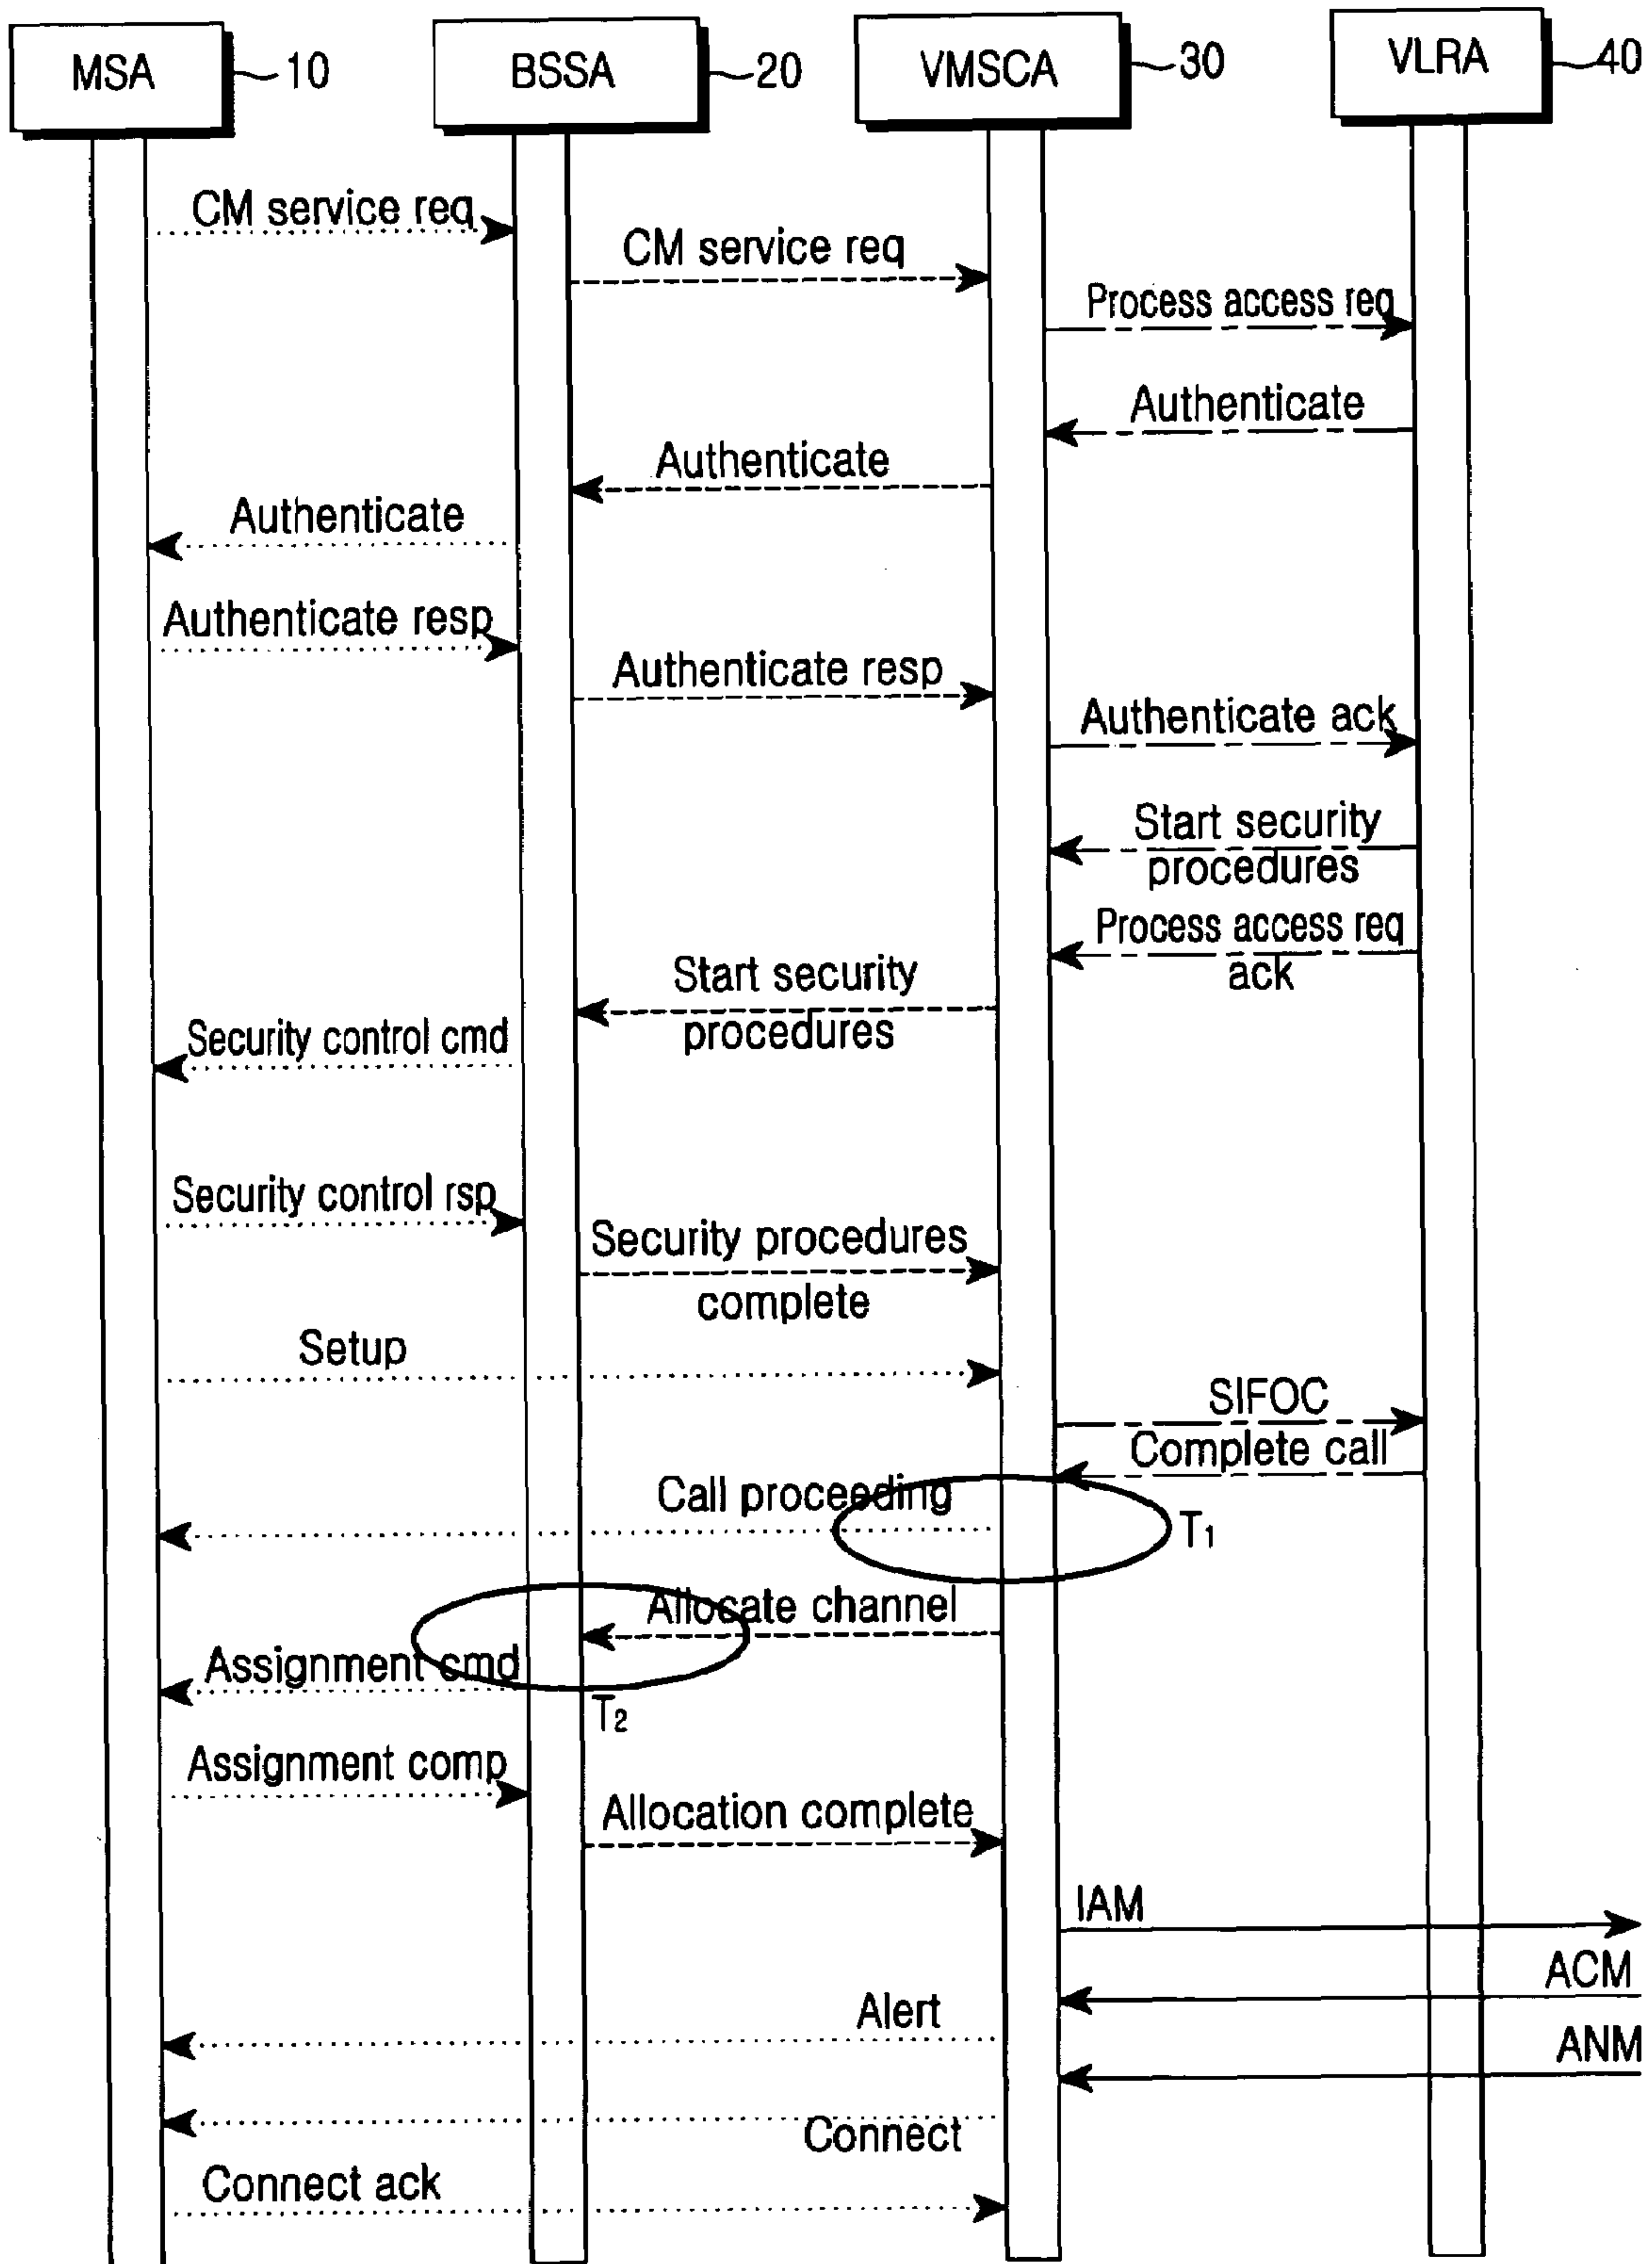 MSA 10 BSSA 20 VMSCA 30 VLRA 40
CM service req
CM service req
Process access req
Authenticate
Authenticate
Authenticate
Authenticate resp
Authenticate resp
Authenticate ack
Start security
procedures
Process access req
ack
Start security
procedures
Security control cmd
Security control rsp
Security procedures
complete
Setup
SIFOC
Complete call
Call proceeding
T1
Allocate channel
Assignment cmd
T2
Assignment comp
Allocation complete
IAM
ACM
Alert
ANM
Connect
Connect ack